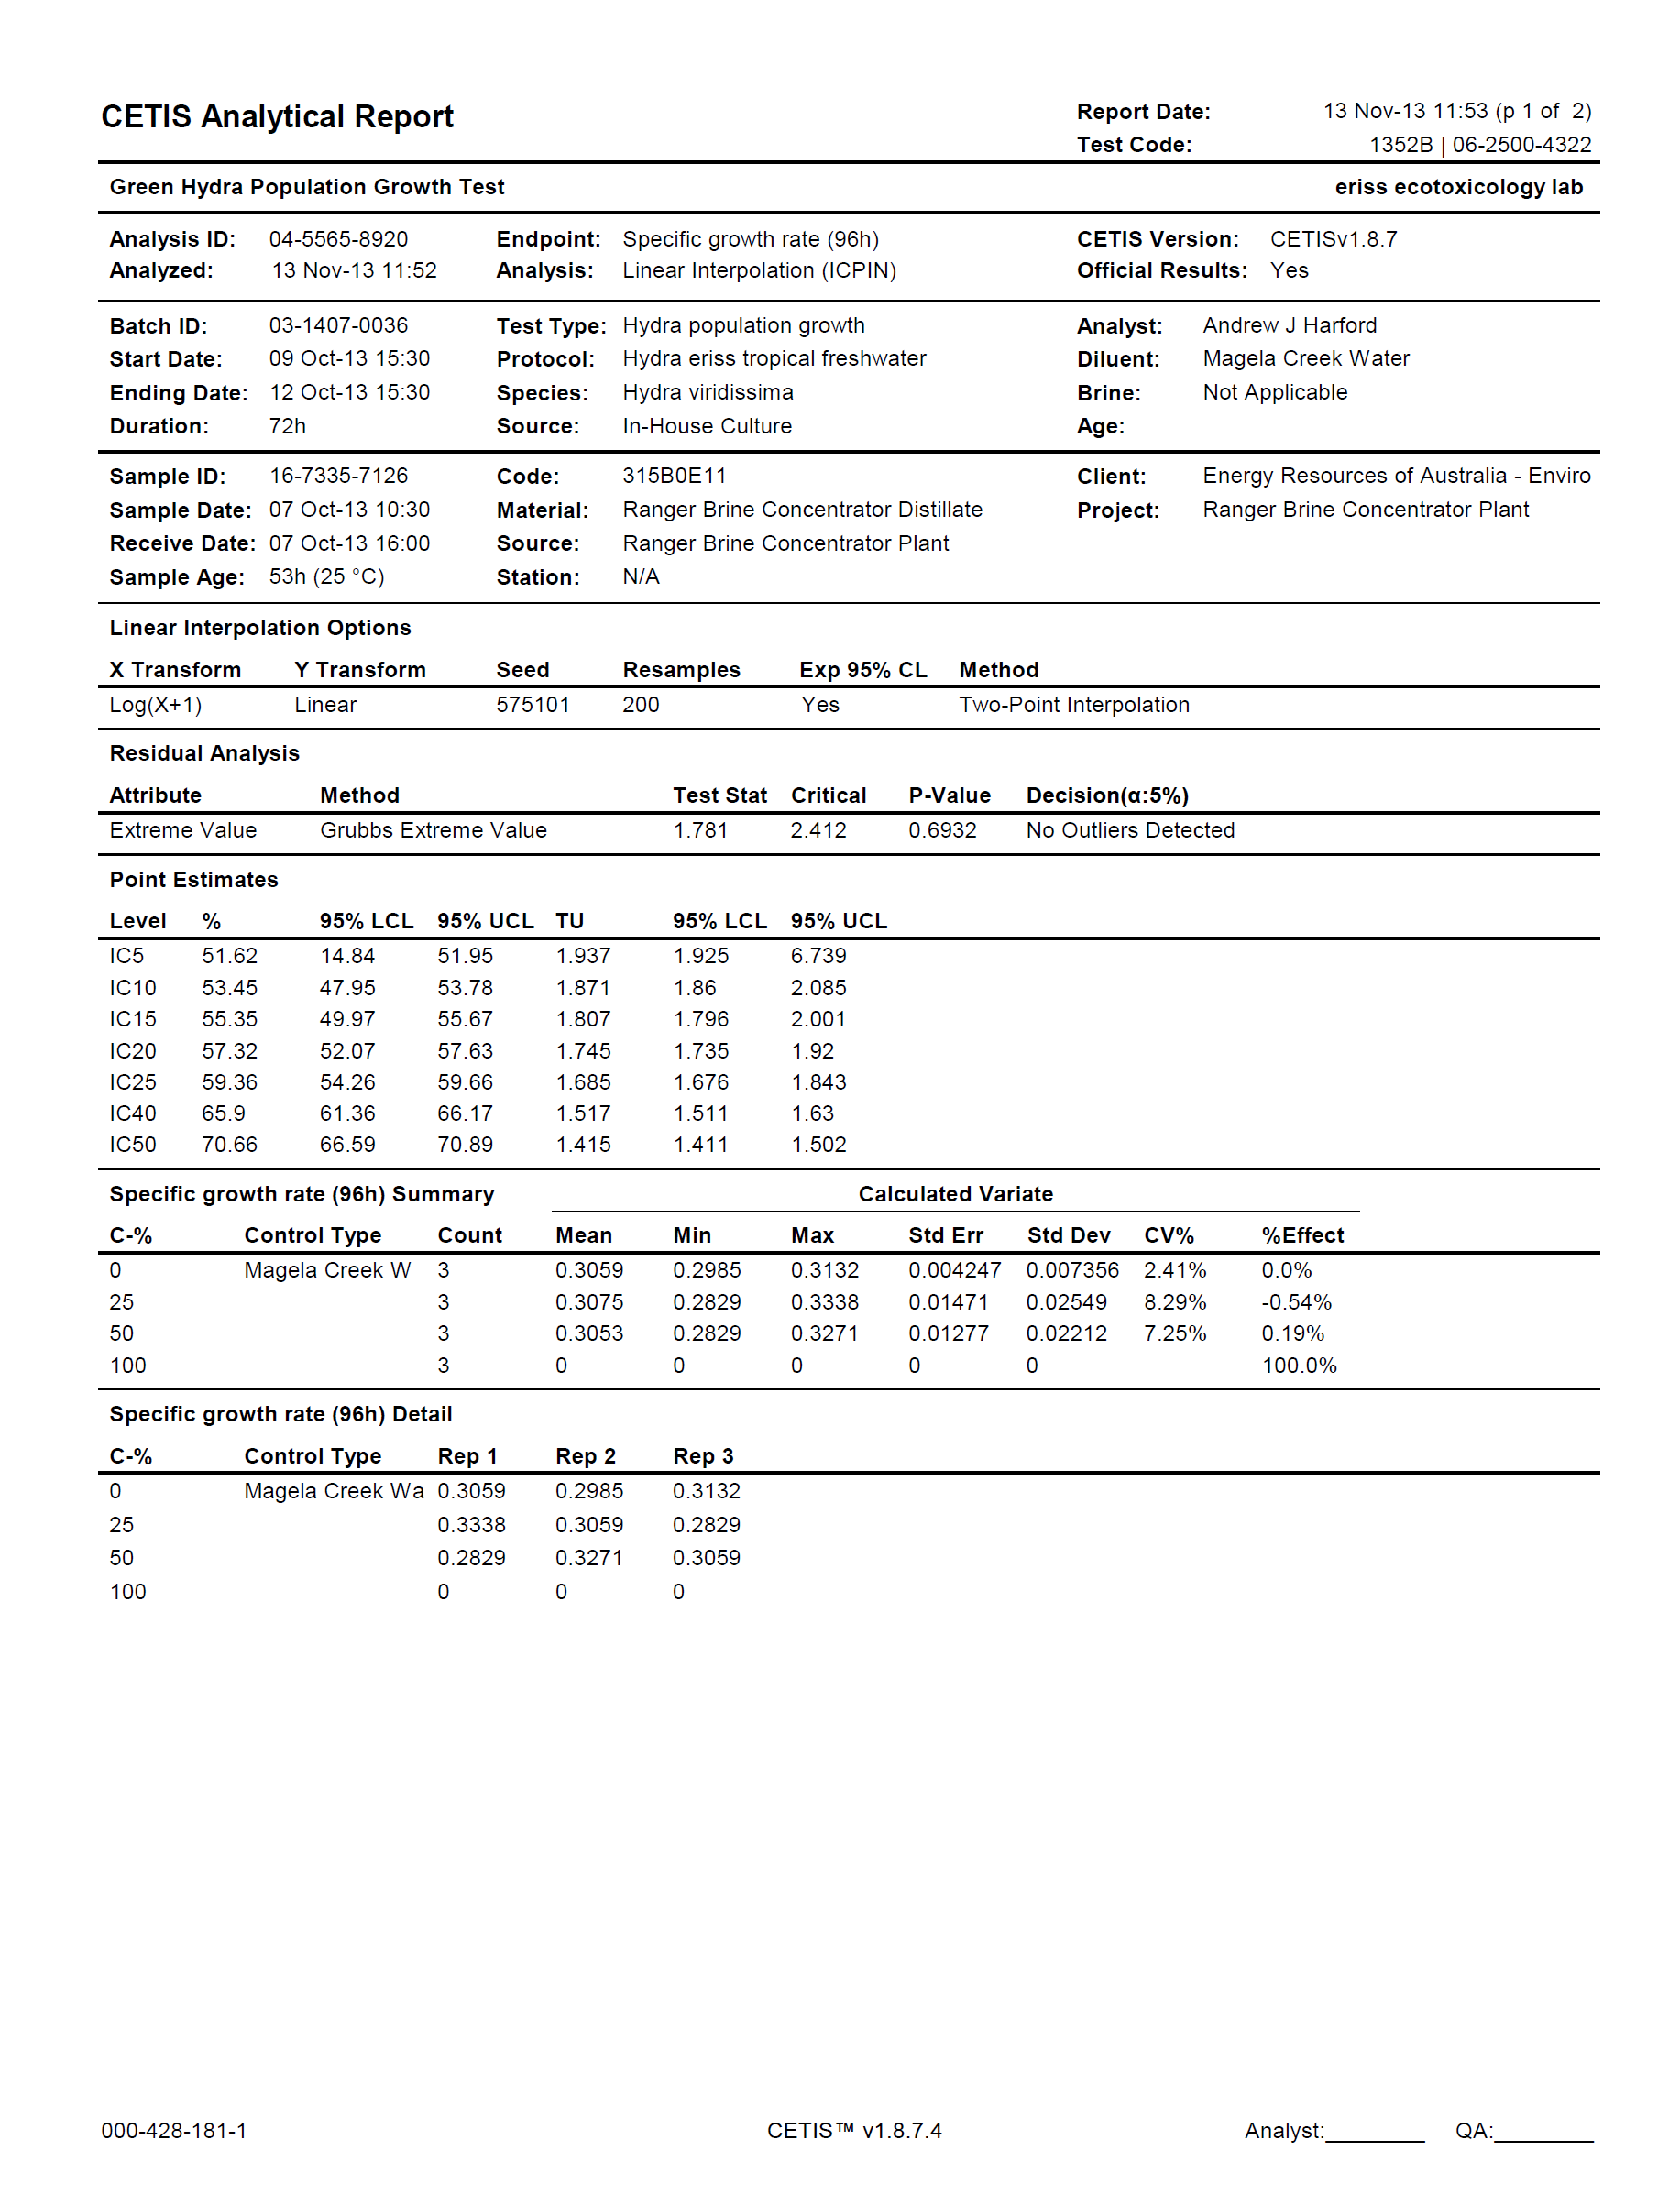 CETIS Analytical Report
Report Date: 13 Nov-13 11:53 (p 1 of 2)
Test Code: 1352B | 06-2500-4322
Green Hydra Population Growth Test eriss ecotoxicology lab
Analysis ID: 04-5565-8920 Endpoint: Specific growth rate (96h) CETIS Version: CETISv1.8.7
Analyzed: 13 Nov-13 11:52 Analysis: Linear Interpolation (ICPIN) Official Results: Yes
Batch ID: 03-1407-0036 Test Type: Hydra population growth Analyst: Andrew J Harford
Start Date: 09 Oct-13 15:30 Protocol: Hydra eriss tropical freshwater Diluent: Magela Creek Water
Ending Date: 12 Oct-13 15:30 Species: Hydra viridissima Brine: Not Applicable
Duration: 72h Source: In-House Culture Age:
Sample ID: 16-7335-7126 Code: 315B0E11 Client: Energy Resources of Australia - Enviro
Sample Date: 07 Oct-13 10:30 Material: Ranger Brine Concentrator Distillate Project: Ranger Brine Concentrator Plant
Receive Date: 07 Oct-13 16:00 Source: Ranger Brine Concentrator Plant
Sample Age: 53h (25 °C) Station: N/A
Linear Interpolation Options
X Transform Y Transform Seed Resamples Exp 95% CL Method
Log(X+1) Linear 575101 200 Yes Two-Point Interpolation
Residual Analysis
Attribute Method Test Stat Critical P-Value Decision(α:5%)
Extreme Value Grubbs Extreme Value 1.781 2.412 0.6932 No Outliers Detected
Point Estimates
Level % 95% LCL 95% UCL TU 95% LCL 95% UCL
IC5 51.62 14.84 51.95 1.937 1.925 6.739
IC10 53.45 47.95 53.78 1.871 1.86 2.085
IC15 55.35 49.97 55.67 1.807 1.796 2.001
IC20 57.32 52.07 57.63 1.745 1.735 1.92
IC25 59.36 54.26 59.66 1.685 1.676 1.843
IC40 65.9 61.36 66.17 1.517 1.511 1.63
IC50 70.66 66.59 70.89 1.415 1.411 1.502
Specific growth rate (96h) Summary Calculated Variate
C-% Control Type Count Mean Min Max Std Err Std Dev CV% %Effect
0 Magela Creek W 3 0.3059 0.2985 0.3132 0.004247 0.007356 2.41% 0.0%
25 3 0.3075 0.2829 0.3338 0.01471 0.02549 8.29% -0.54%
50 3 0.3053 0.2829 0.3271 0.01277 0.02212 7.25% 0.19%
100 3 0 0 0 0 0 100.0%
Specific growth rate (96h) Detail
C-% Control Type Rep 1 Rep 2 Rep 3
0 Magela Creek Wa 0.3059 0.2985 0.3132
25 0.3338 0.3059 0.2829
50 0.2829 0.3271 0.3059
100 0 0 0
000-428-181-1 CETIS™ v1.8.7.4 Analyst:________ QA:________